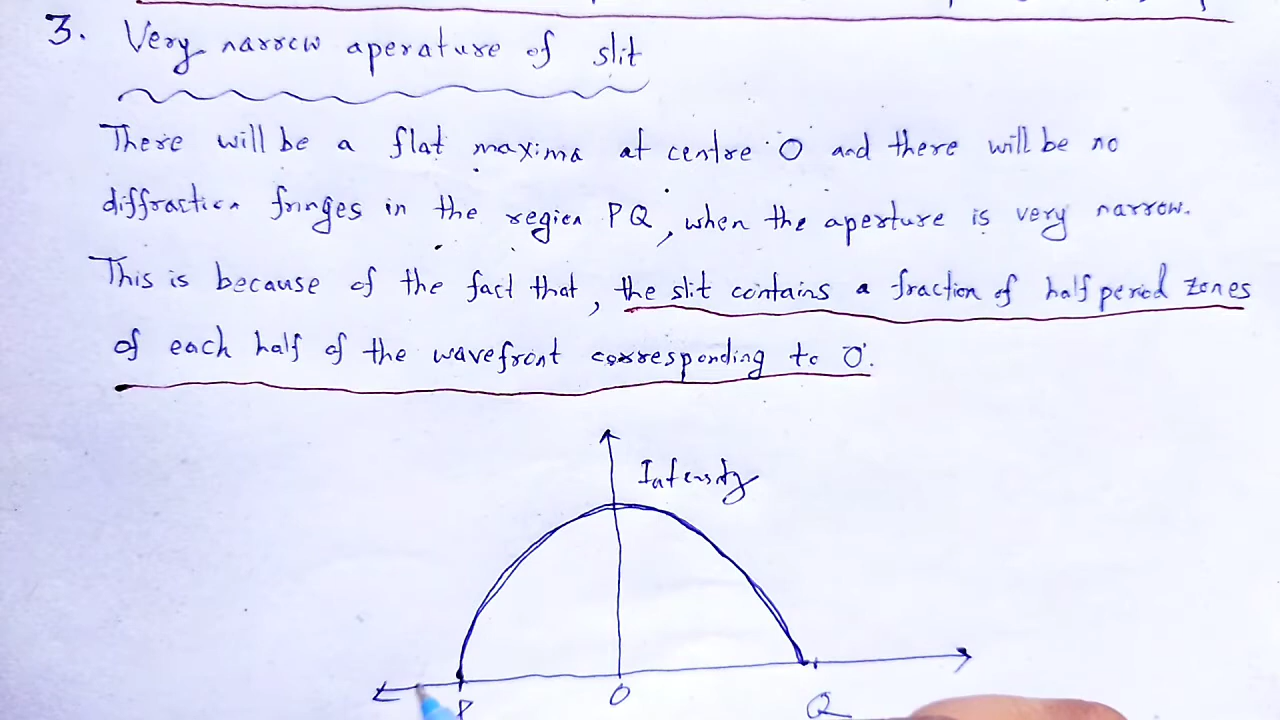 3. Very narrow aperature of slit
There will be a flat maxima at centre 'O' and there will be no
diffraction fringes in the region PQ, when the aperture is very narrow.
This is because of the fact that, the slit contains a fraction of half period zones
of each half of the wavefront corresponding to 'O'.
Intensity
P O Q